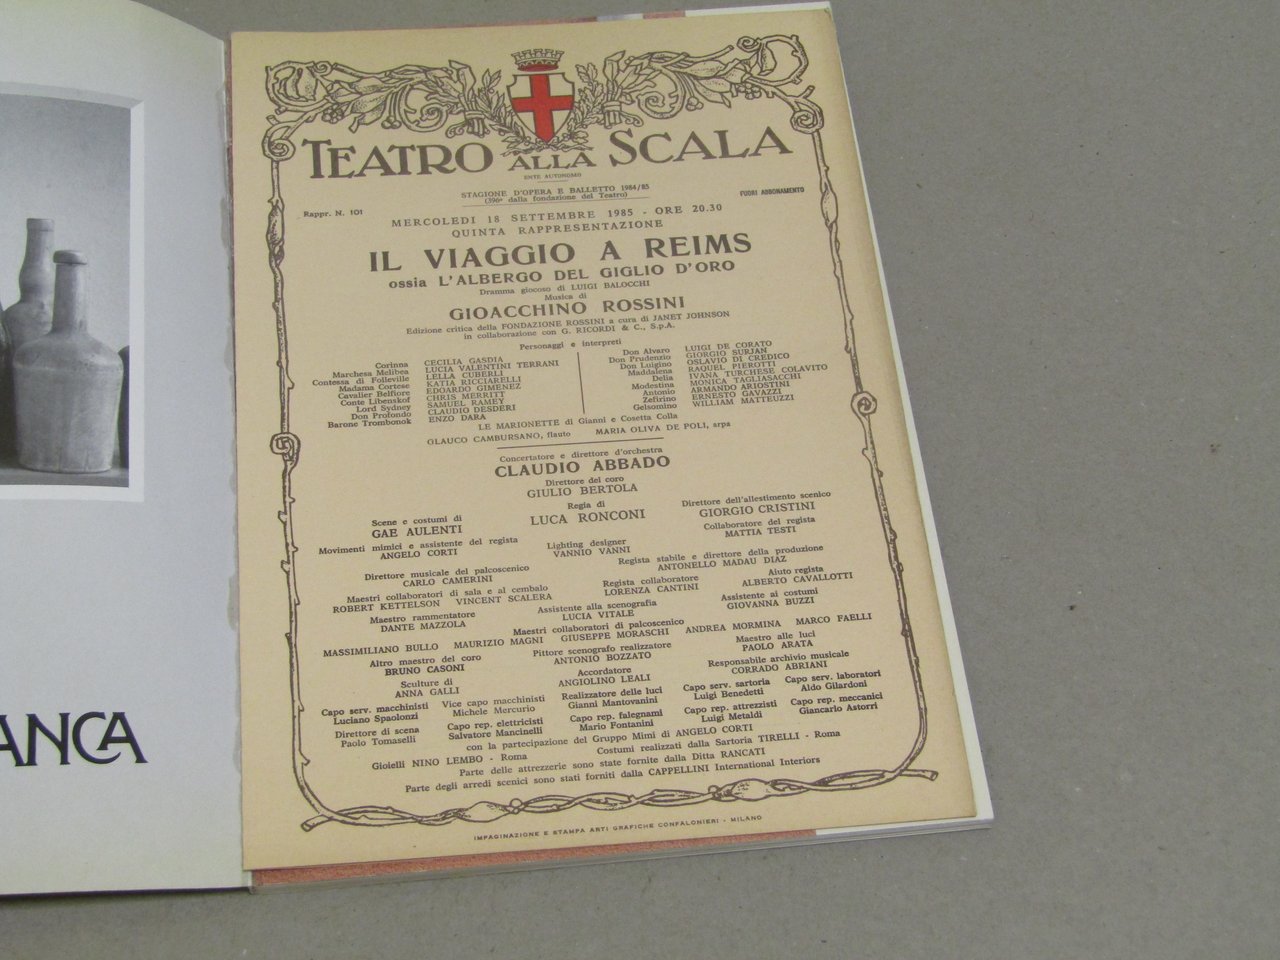 TEATRO ALLA SCALA
ENTE AUTONOMO
STAGIONE D'OPERA E BALLETTO 1984/85
(396ª dalla fondazione del Teatro)
FUORI ABBONAMENTO
Rappr. N. 101
MERCOLEDI 18 SETTEMBRE 1985 - ORE 20.30
QUINTA RAPPRESENTAZIONE
IL VIAGGIO A REIMS
ossia L'ALBERGO DEL GIGLIO D'ORO
Dramma giocoso di LUIGI BALOCCHI
Musica di
GIOACCHINO ROSSINI
Edizione critica della FONDAZIONE ROSSINI a cura di JANET JOHNSON
in collaborazione con G. RICORDI & C., S.p.A.
Personaggi e interpreti
Corinna CECILIA GASDIA
Marchesa Melibea LUCIA VALENTINI TERRANI
Contessa di Folleville LELLA CUBERLI
Madama Cortese KATIA RICCIARELLI
Cavalier Belfiore EDOARDO GIMENEZ
Conte Libenskof CHRIS MERRITT
Lord Sydney SAMUEL RAMEY
Don Profondo CLAUDIO DESDERI
Barone Trombonok ENZO DARA
Don Alvaro LUIGI DE CORATO
Don Prudenzio GIORGIO SURJAN
Don Luigino OSLAVIO DI CREDICO
Maddalena RAQUEL PIEROTTI
Delia IVANA TURCHESE COLAVITO
Modestina MONICA TAGLIASACCHI
Antonio ARMANDO ARIOSTINI
Zefirino ERNESTO GAVAZZI
Gelsomino WILLIAM MATTEUZZI
LE MARIONETTE di Gianni e Cosetta Colla
GLAUCO CAMBURSANO, flauto MARIA OLIVA DE POLI, arpa
Concertatore e direttore d'orchestra
CLAUDIO ABBADO
Direttore del coro
GIULIO BERTOLA
Scene e costumi di
GAE AULENTI
Regia di
LUCA RONCONI
Direttore dell'allestimento scenico
GIORGIO CRISTINI
Movimenti mimici e assistente del regista
ANGELO CORTI
Lighting designer
VANNIO VANNI
Collaboratore del regista
MATTIA TESTI
Direttore musicale del palcoscenico
CARLO CAMERINI
Regista stabile e direttore della produzione
ANTONELLO MADAU DIAZ
Maestri collaboratori di sala e al cembalo
ROBERT KETTELSON VINCENT SCALERA
Regista collaboratore
LORENZA CANTINI
Aiuto regista
ALBERTO CAVALLOTTI
Maestro rammentatore
DANTE MAZZOLA
Assistente alla scenografia
LUCIA VITALE
Assistente ai costumi
GIOVANNA BUZZI
Maestri collaboratori di palcoscenico
MASSIMILIANO BULLO MAURIZIO MAGNI GIUSEPPE MORASCHI ANDREA MORMINA MARCO FAELLI
Altro maestro del coro
BRUNO CASONI
Pittore scenografo realizzatore
ANTONIO BOZZATO
Maestro alle luci
PAOLO ARATA
Sculture di
ANNA GALLI
Accordatore
ANGIOLINO LEALI
Responsabile archivio musicale
CORRADO ABRIANI
Capo serv. macchinisti
Luciano Spaolonzi
Vice capo macchinisti
Michele Mercurio
Realizzatore delle luci
Gianni Mantovanini
Capo serv. sartoria
Luigi Benedetti
Capo serv. laboratori
Aldo Gilardoni
Direttore di scena
Paolo Tomaselli
Capo rep. elettricisti
Salvatore Mancinelli
Capo rep. falegnami
Mario Fontanini
Capo rep. attrezzisti
Luigi Metaldi
Capo rep. meccanici
Giancarlo Astorri
con la partecipazione del Gruppo Mimi di ANGELO CORTI
Gioielli NINO LEMBO - Roma Costumi realizzati dalla Sartoria TIRELLI - Roma
Parte delle attrezzerie sono state fornite dalla Ditta RANCATI
Parte degli arredi scenici sono stati forniti dalla CAPPELLINI International Interiors
IMPAGINAZIONE E STAMPA ARTI GRAFICHE CONFALONIERI - MILANO
ANCA